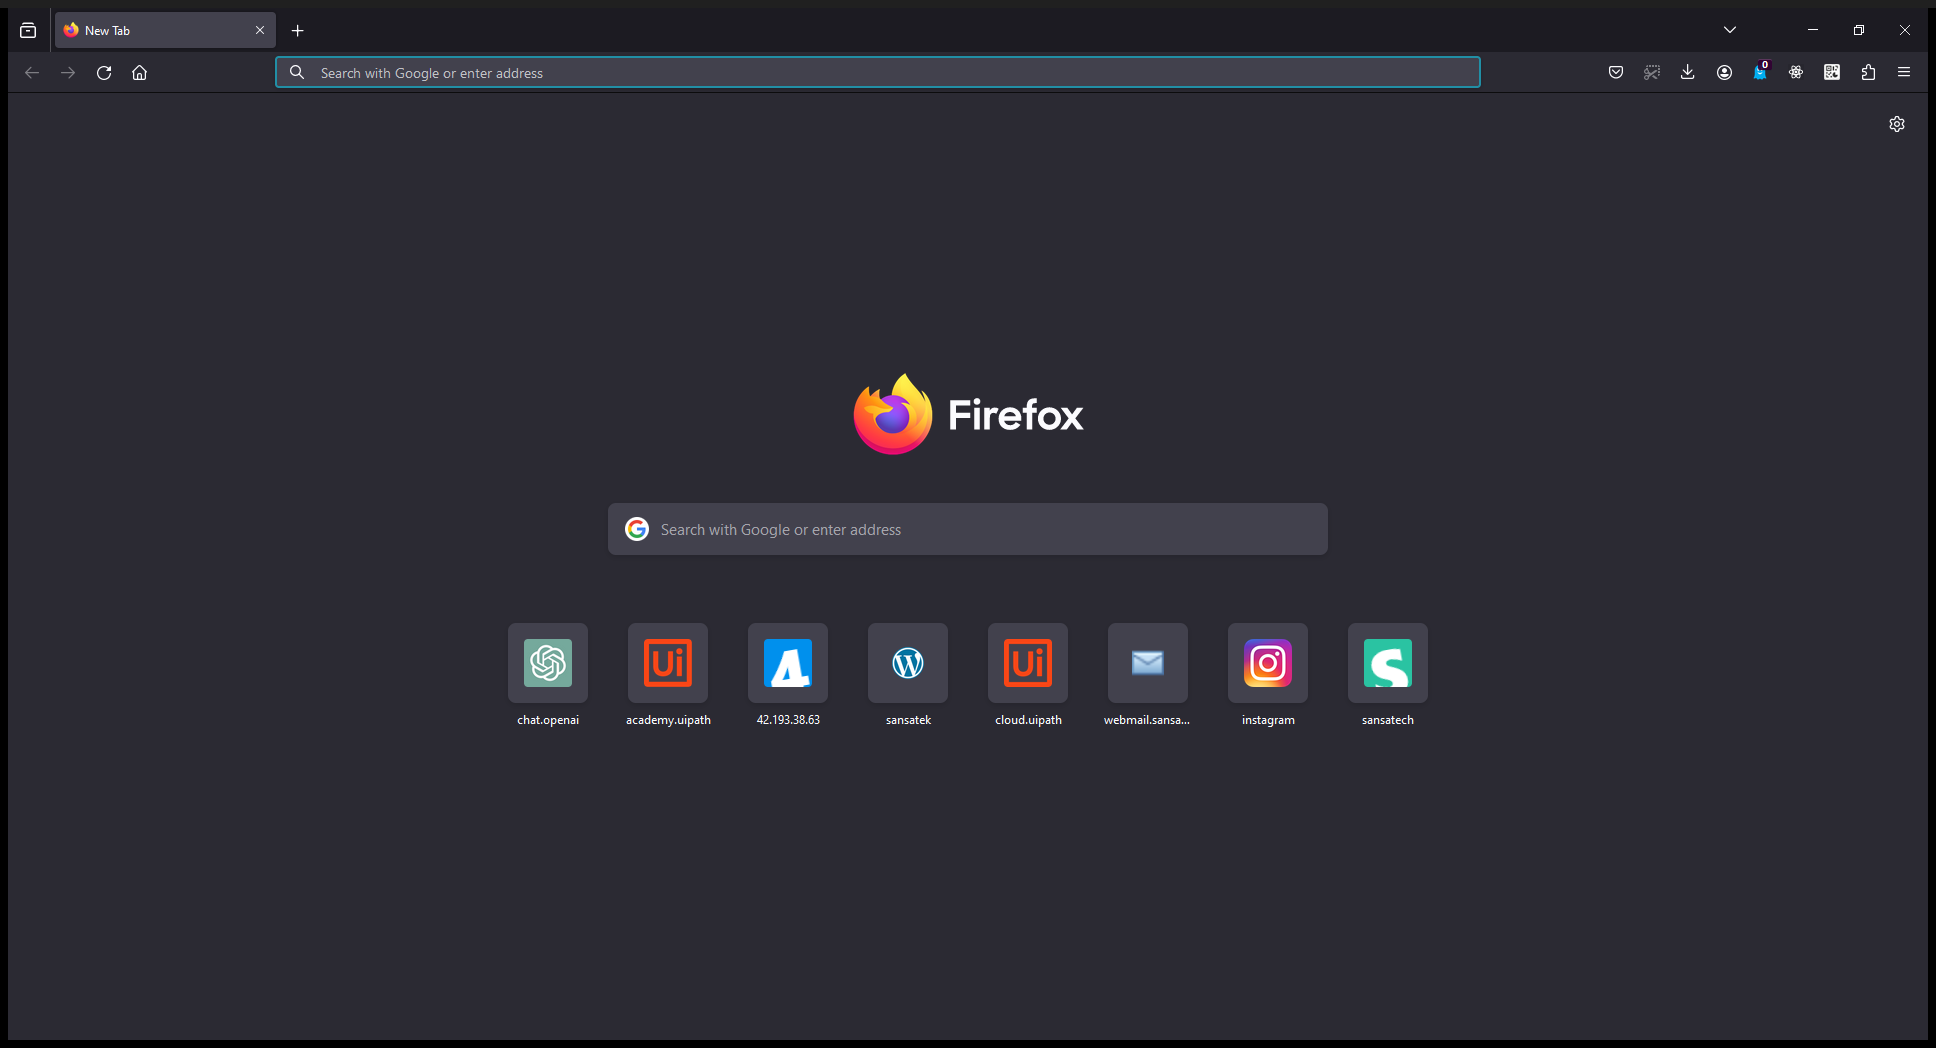 New Tab
Search with Google or enter address
0
Firefox
Search with Google or enter address
Ui
Ui
chat.openai
academy.uipath
42.193.38.63
sansatek
cloud.uipath
webmail.sansa...
instagram
sansatech